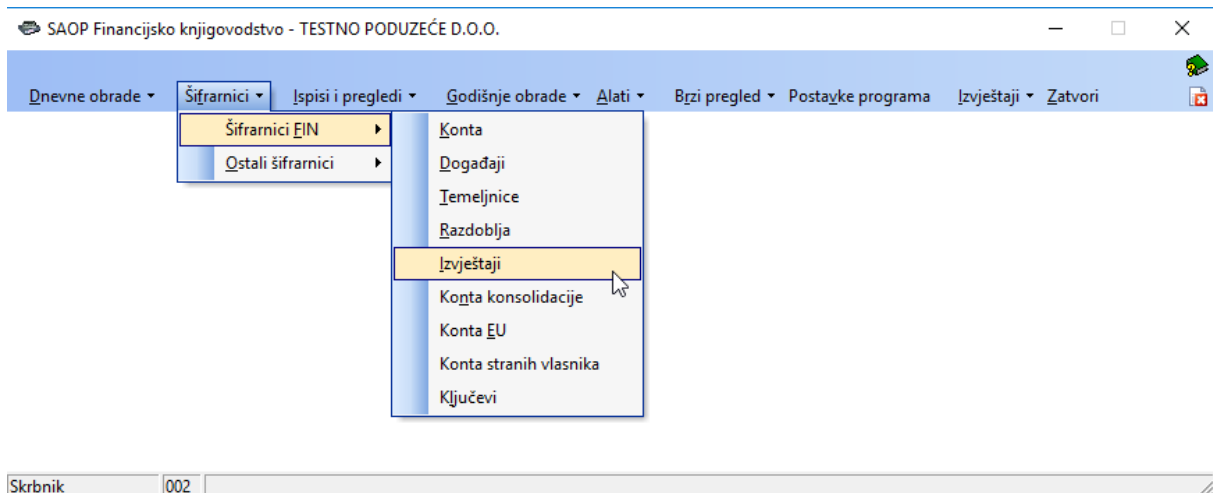 SAOP Financijsko knjigovodstvo - TESTNO PODUZEĆE D.O.O.
Dnevne obrade Šifrarnici Ispisi i pregledi Godišnje obrade Alati Brzi pregled Postavke programa Izvještaji Zatvori
Šifrarnici FIN
Ostali šifrarnici
Konta
Događaji
Temeljnice
Razdoblja
Izvještaji
Konta konsolidacije
Konta EU
Konta stranih vlasnika
Ključevi
Skrbnik 002